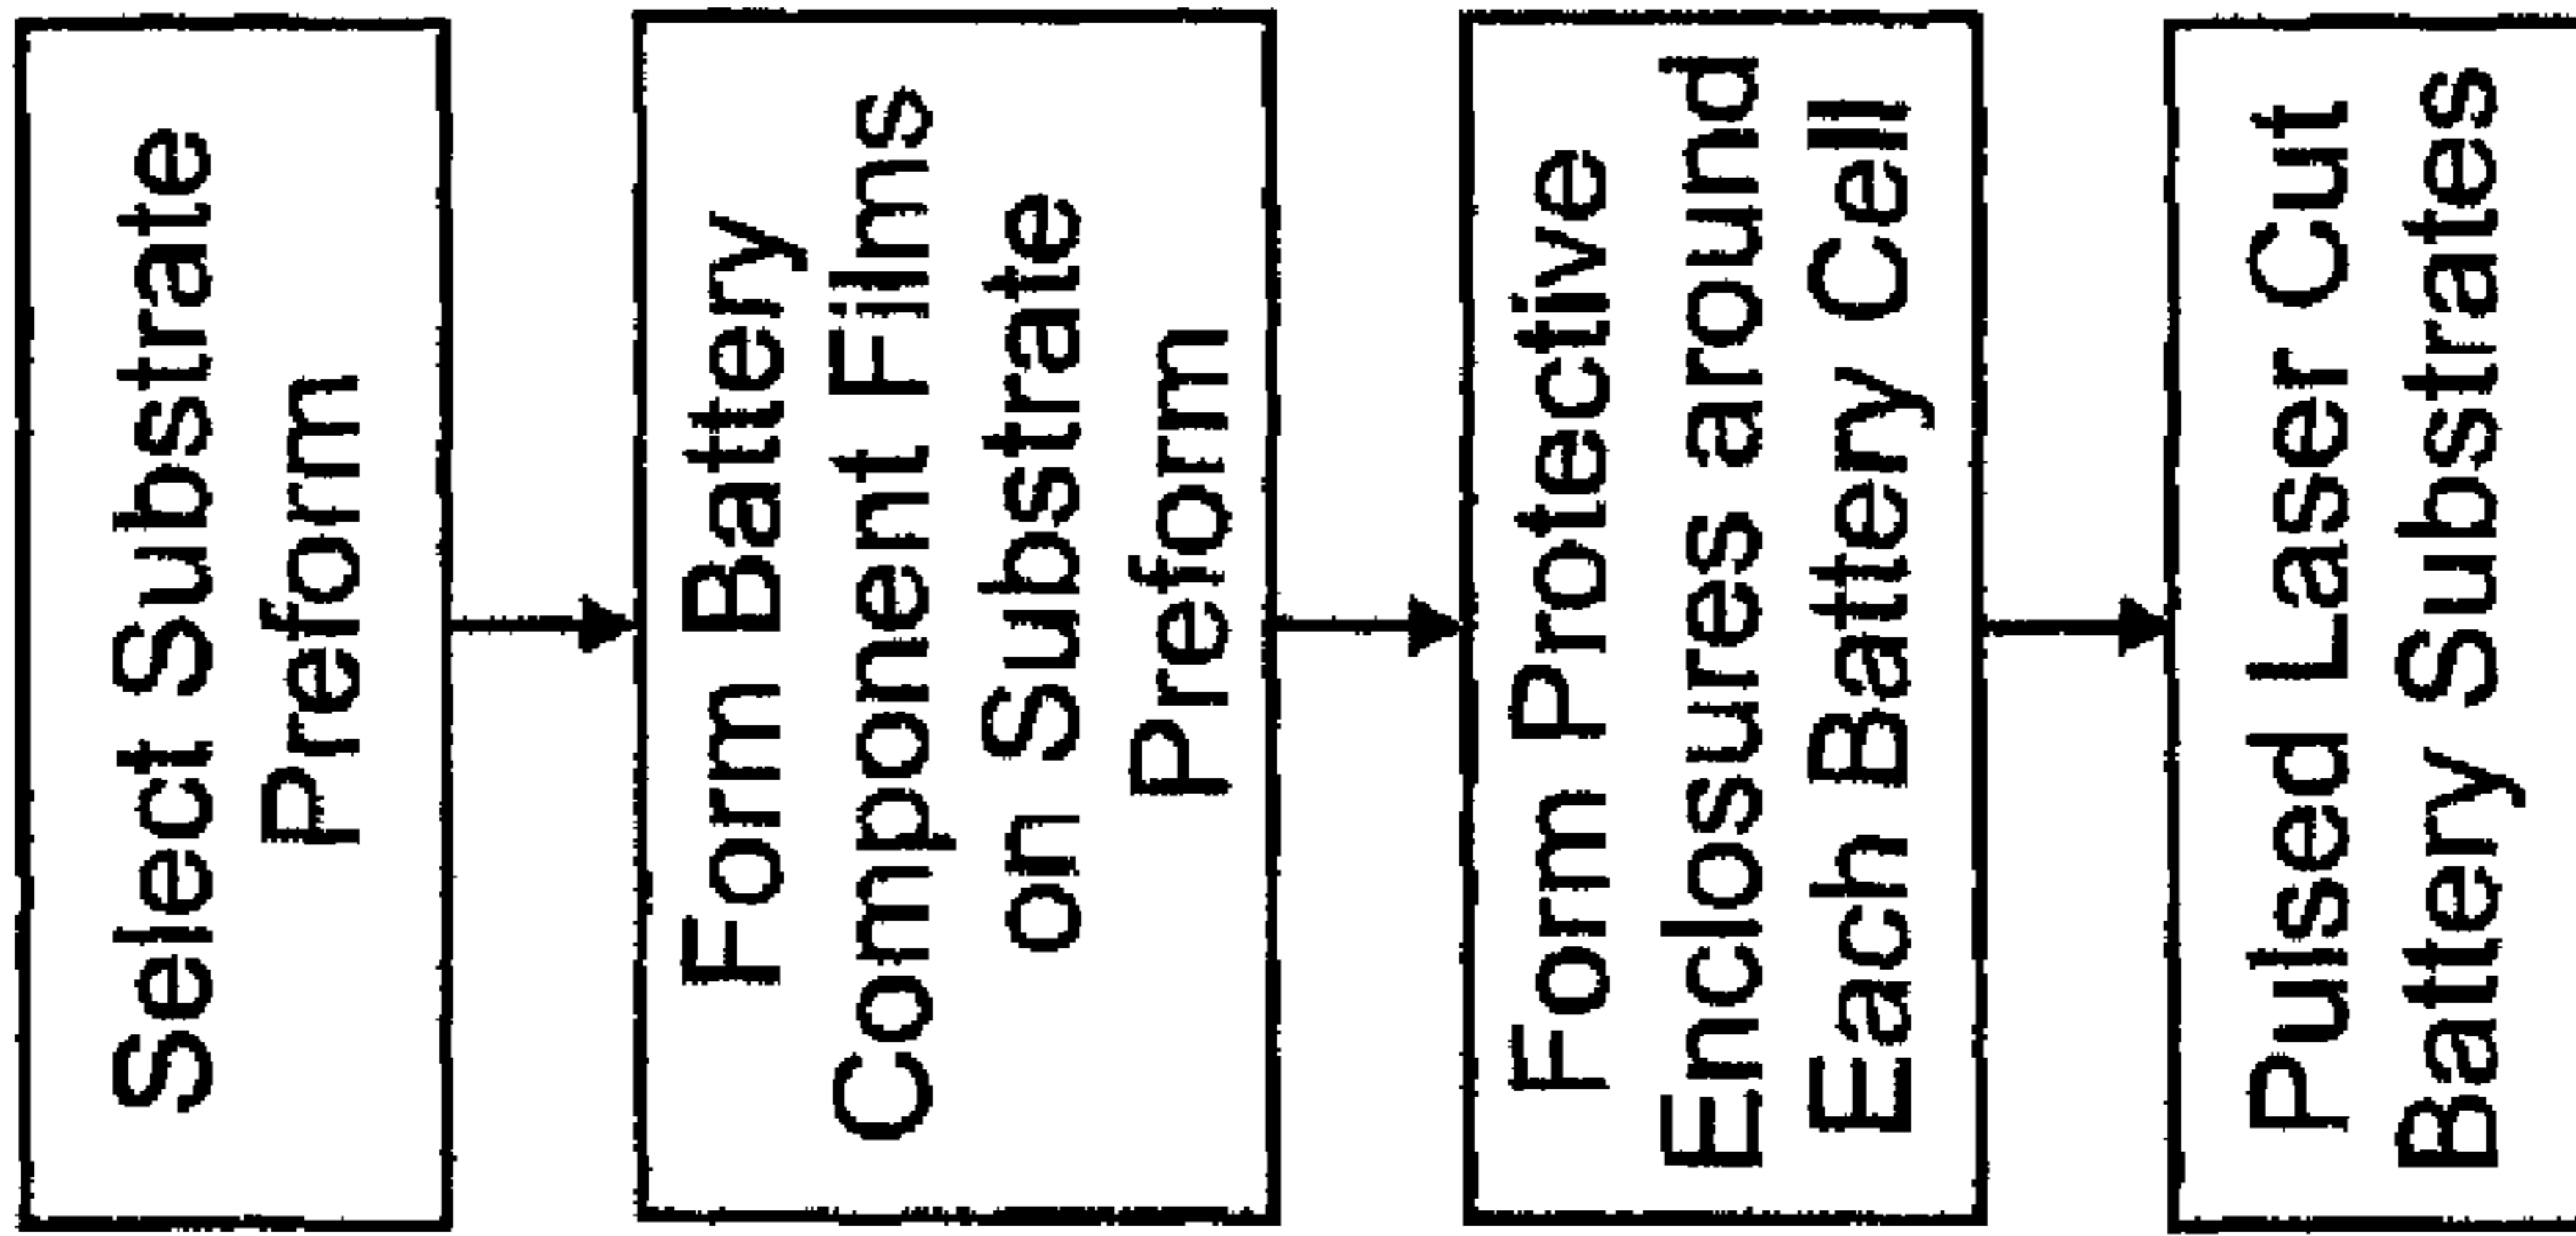 Select Substrate
Preform
Form Battery
Component Films
on Substrate
Preform
Form Protective
Enclosures around
Each Battery Cell
Pulsed Laser Cut
Battery Substrates